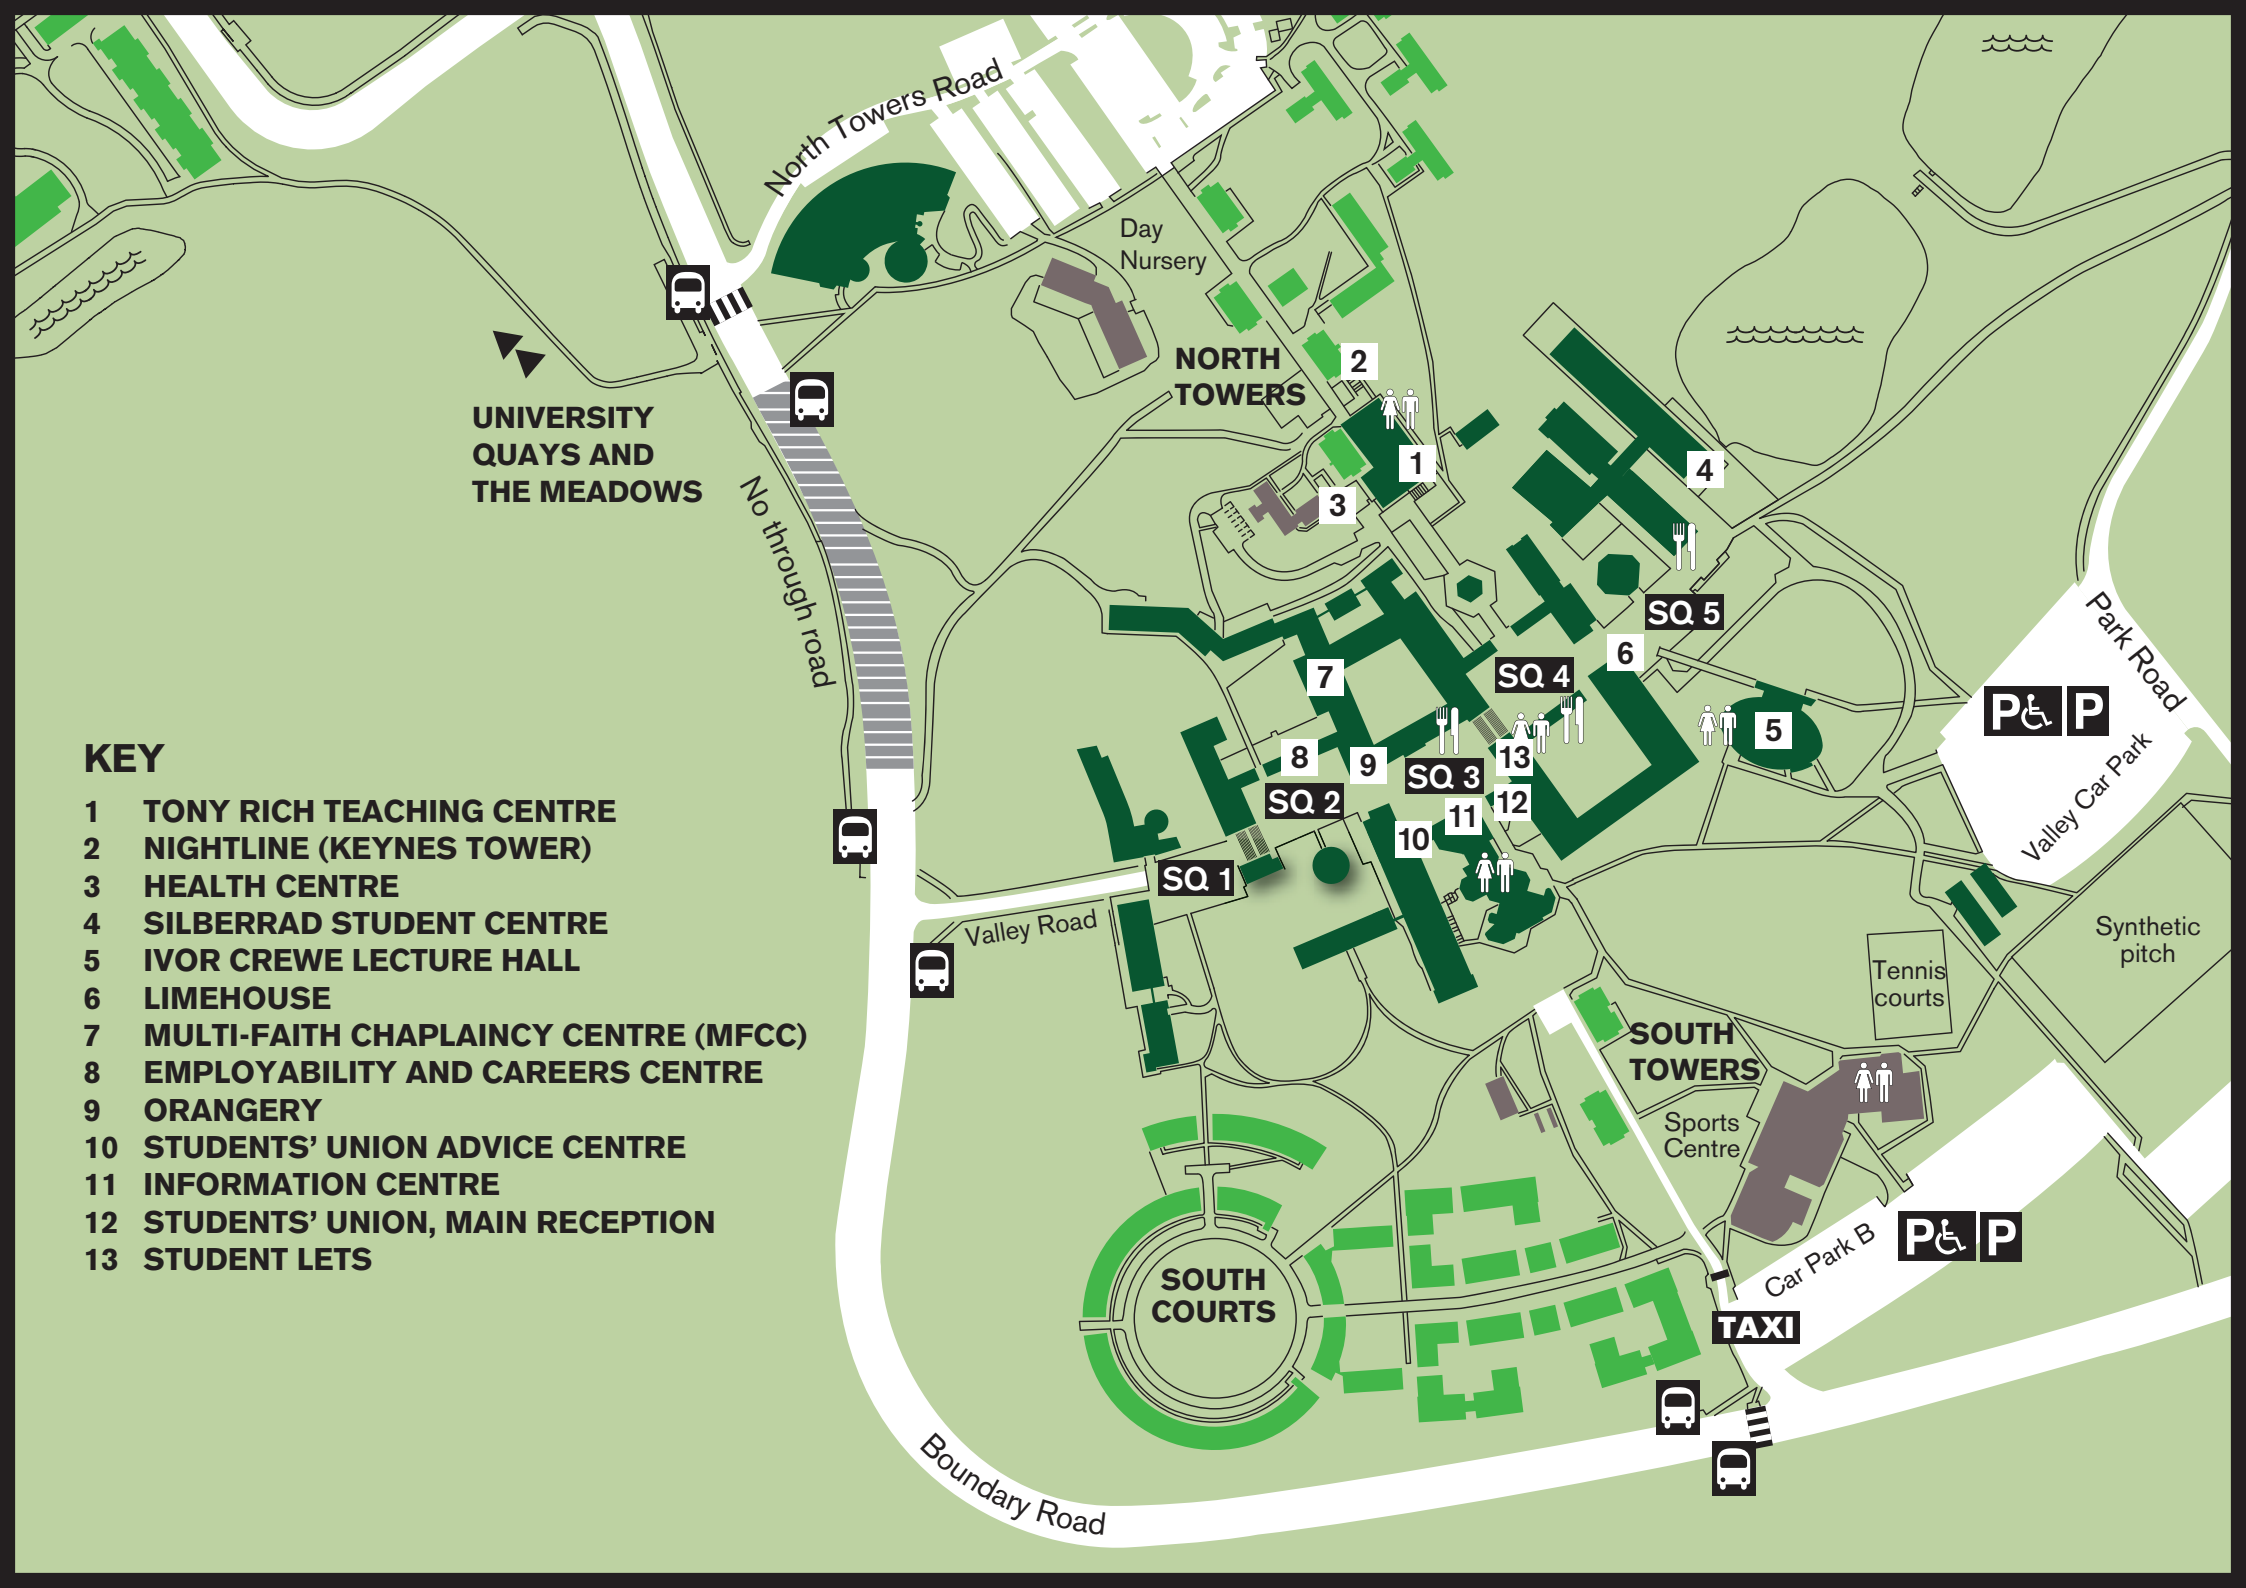 North Towers Road
Day
Nursery
NORTH
TOWERS
2
1
3
4
UNIVERSITY
QUAYS AND
THE MEADOWS
No through road
SQ 5
6
SQ 4
7
5
8
9
13
SQ 3
SQ 2
12
11
10
SQ 1
Valley Road
Park Road
P P
Valley Car Park
Synthetic
pitch
Tennis
courts
SOUTH
TOWERS
Sports
Centre
P P
Car Park B
TAXI
SOUTH
COURTS
Boundary Road
KEY
1 TONY RICH TEACHING CENTRE
2 NIGHTLINE (KEYNES TOWER)
3 HEALTH CENTRE
4 SILBERRAD STUDENT CENTRE
5 IVOR CREWE LECTURE HALL
6 LIMEHOUSE
7 MULTI-FAITH CHAPLAINCY CENTRE (MFCC)
8 EMPLOYABILITY AND CAREERS CENTRE
9 ORANGERY
10 STUDENTS’ UNION ADVICE CENTRE
11 INFORMATION CENTRE
12 STUDENTS’ UNION, MAIN RECEPTION
13 STUDENT LETS